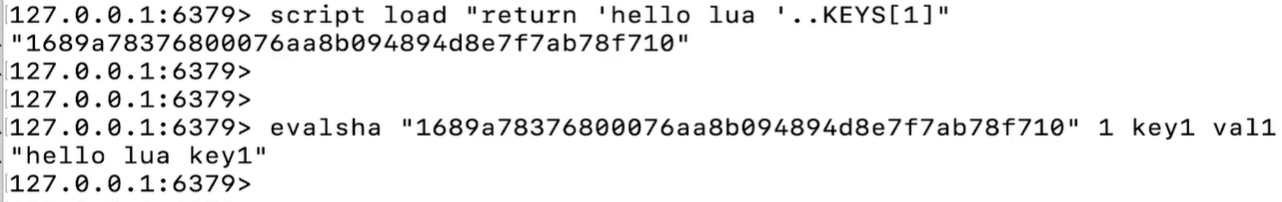 127.0.0.1:6379> script load "return 'hello lua '..KEYS[1]"
"1689a78376800076aa8b094894d8e7f7ab78f710"
127.0.0.1:6379>
127.0.0.1:6379>
127.0.0.1:6379> evalsha "1689a78376800076aa8b094894d8e7f7ab78f710" 1 key1 val1
"hello lua key1"
127.0.0.1:6379>